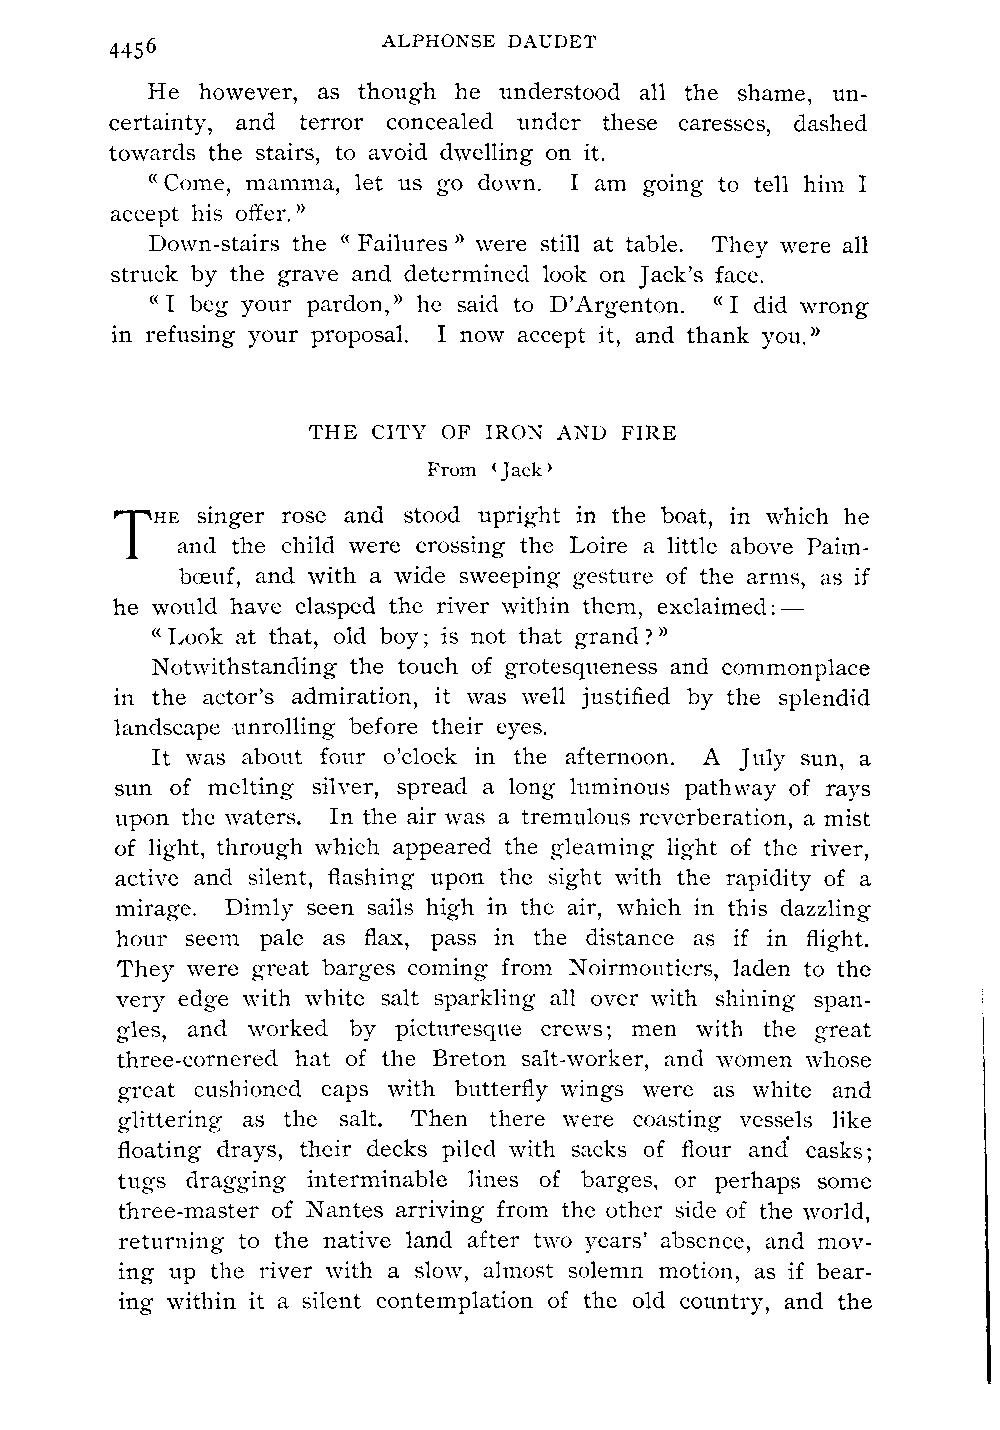 4456 ALPHONSE DAUDET
He however, as though he understood all the shame, un-
certainty, and terror concealed under these caresses, dashed
towards the stairs, to avoid dwelling on it.
«Come, mamma, let us go down. I am going to tell him I
accept his offer.»
Down-stairs the «Failures» were still at table. They were all
struck by the grave and determined look on Jack's face.
«I beg your pardon,» he said to D'Argenton. «I did wrong
in refusing your proposal. I now accept it, and thank you.»
THE CITY OF IRON AND FIRE
From ‹Jack›
THE singer rose and stood upright in the boat, in which he
and the child were crossing the Loire a little above Paim-
bœuf, and with a wide sweeping gesture of the arms, as if
he would have clasped the river within them, exclaimed:—
«Look at that, old boy; is not that grand?»
Notwithstanding the touch of grotesqueness and commonplace
in the actor's admiration, it was well justified by the splendid
landscape unrolling before their eyes.
It was about four o'clock in the afternoon. A July sun, a
sun of melting silver, spread a long luminous pathway of rays
upon the waters. In the air was a tremulous reverberation, a mist
of light, through which appeared the gleaming light of the river,
active and silent, flashing upon the sight with the rapidity of a
mirage. Dimly seen sails high in the air, which in this dazzling
hour seem pale as flax, pass in the distance as if in flight.
They were great barges coming from Noirmoutiers, laden to the
very edge with white salt sparkling all over with shining span-
gles, and worked by picturesque crews; men with the great
three-cornered hat of the Breton salt-worker, and women whose
great cushioned caps with butterfly wings were as white and
glittering as the salt. Then there were coasting vessels like
floating drays, their decks piled with sacks of flour and casks;
tugs dragging interminable lines of barges, or perhaps some
three-master of Nantes arriving from the other side of the world,
returning to the native land after two years' absence, and mov-
ing up the river with a slow, almost solemn motion, as if bear-
ing within it a silent contemplation of the old country, and the